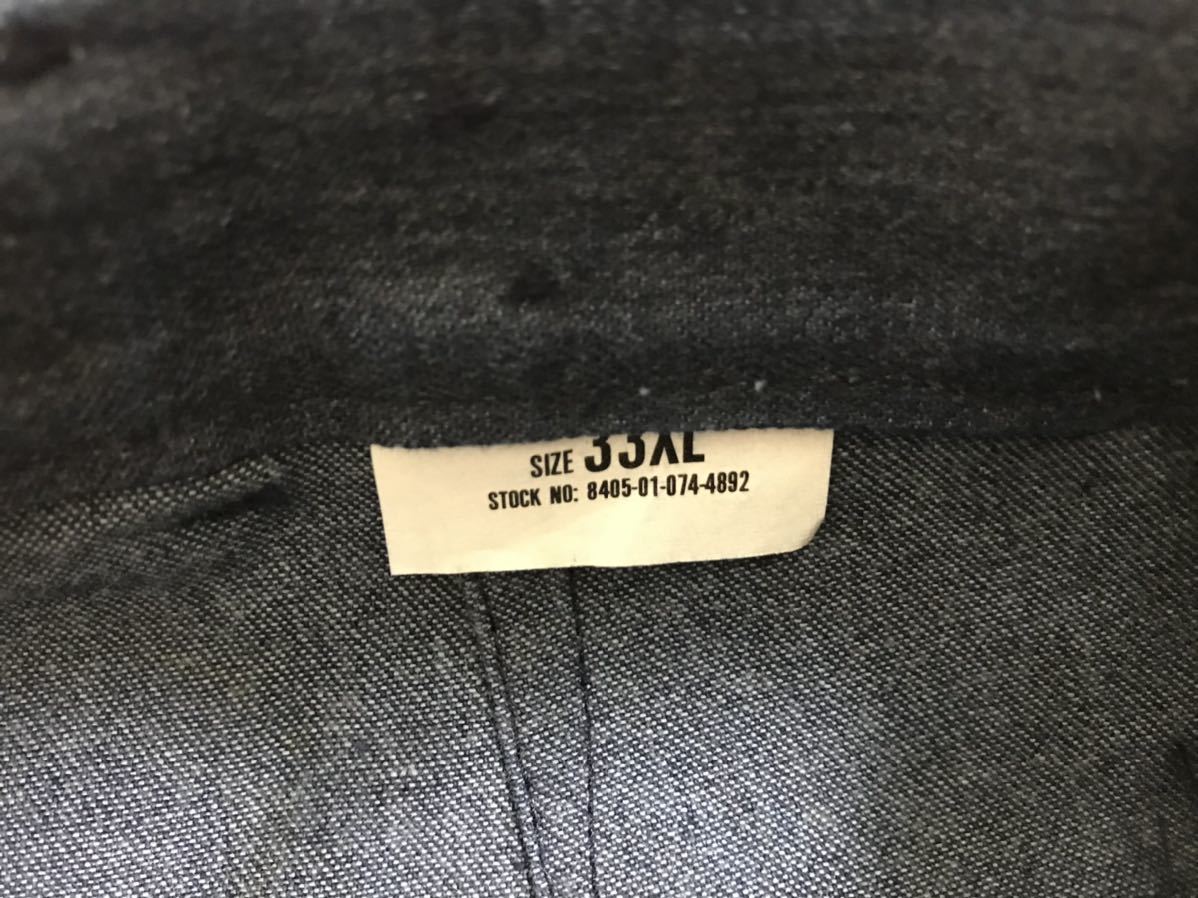 SIZE 33XL
STOCK NO: 8405-01-074-4892